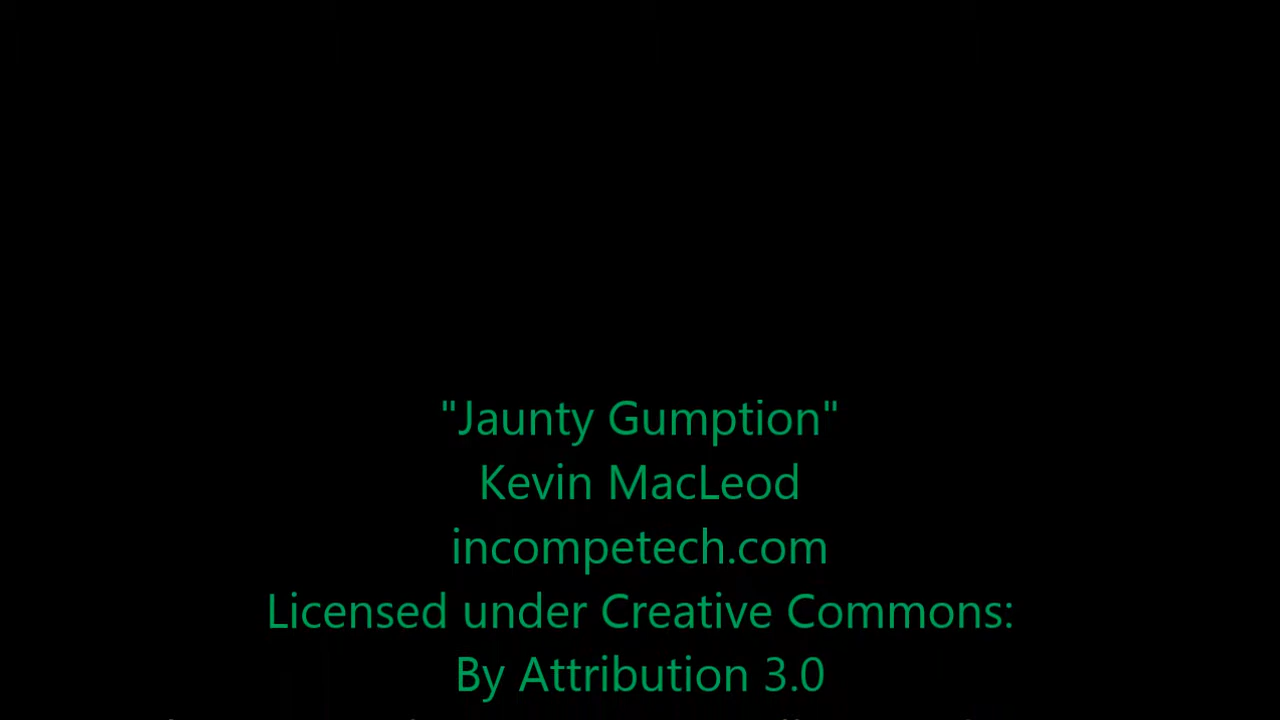 "Jaunty Gumption"
Kevin MacLeod
incompetech.com
Licensed under Creative Commons:
By Attribution 3.0